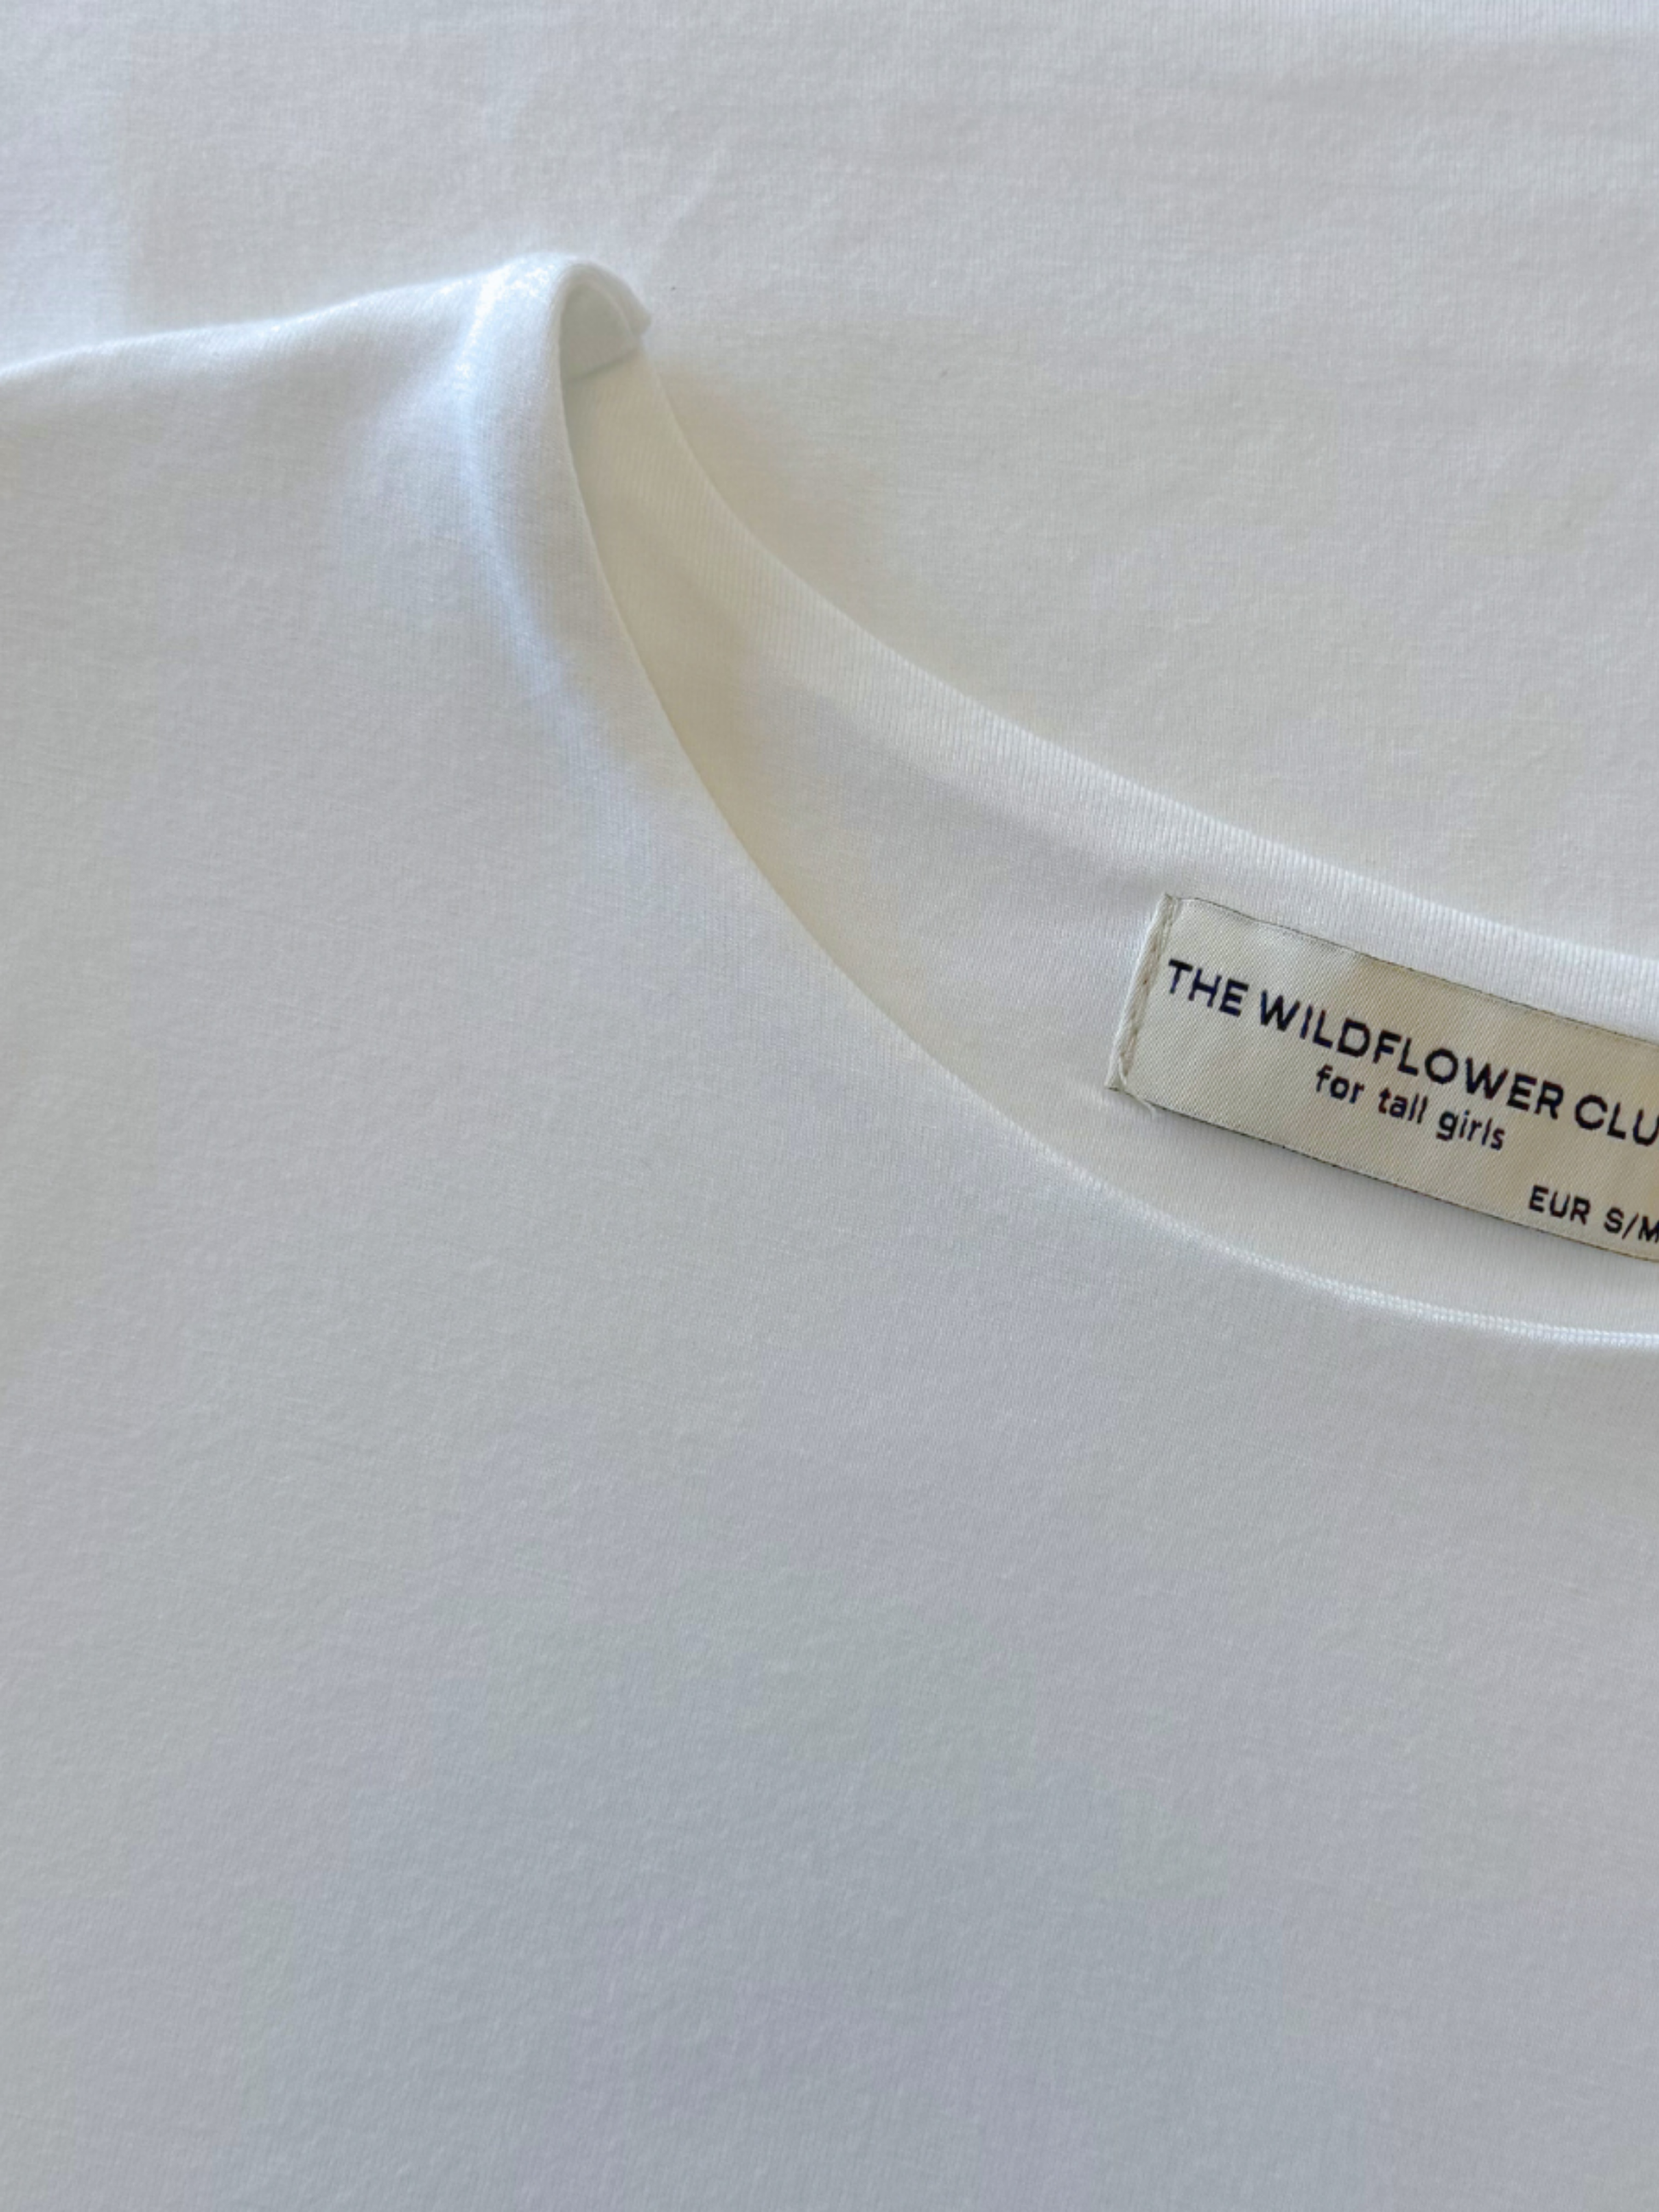 THE WILDFLOWER CLU
for tall girls
EUR S/M